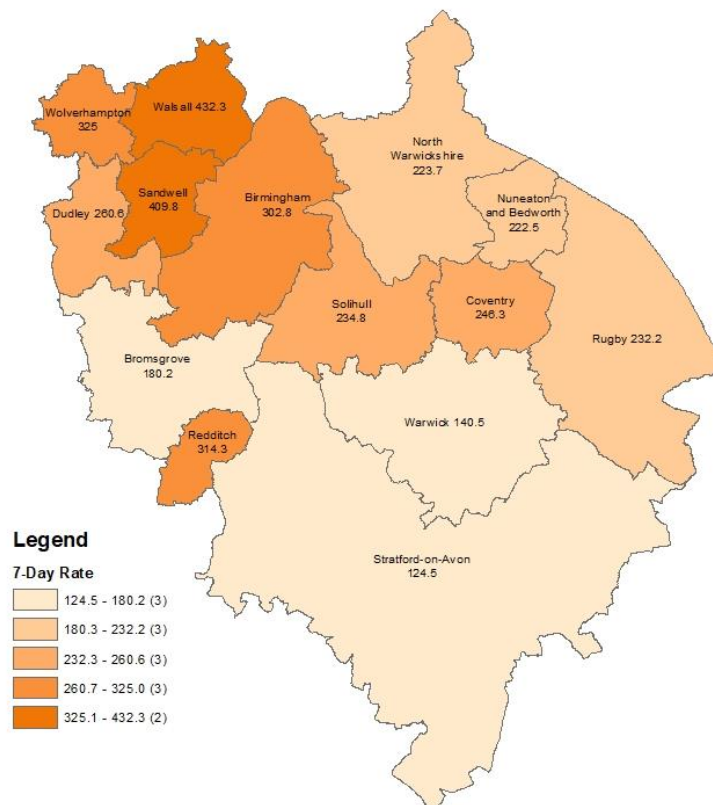 Walsall 432.3
Wolverhampton
325
North
Warwickshire
223.7
Sandwell
409.8
Birmingham
302.8
Nuneaton
and Bedworth
222.5
Dudley 260.6
Solihull
234.8
Coventry
246.3
Rugby 232.2
Bromsgrove
180.2
Warwick 140.5
Redditch
314.3
Stratford-on-Avon
124.5
Legend
7-Day Rate
124.5 - 180.2 (3)
180.3 - 232.2 (3)
232.3 - 260.6 (3)
260.7 - 325.0 (3)
325.1 - 432.3 (2)